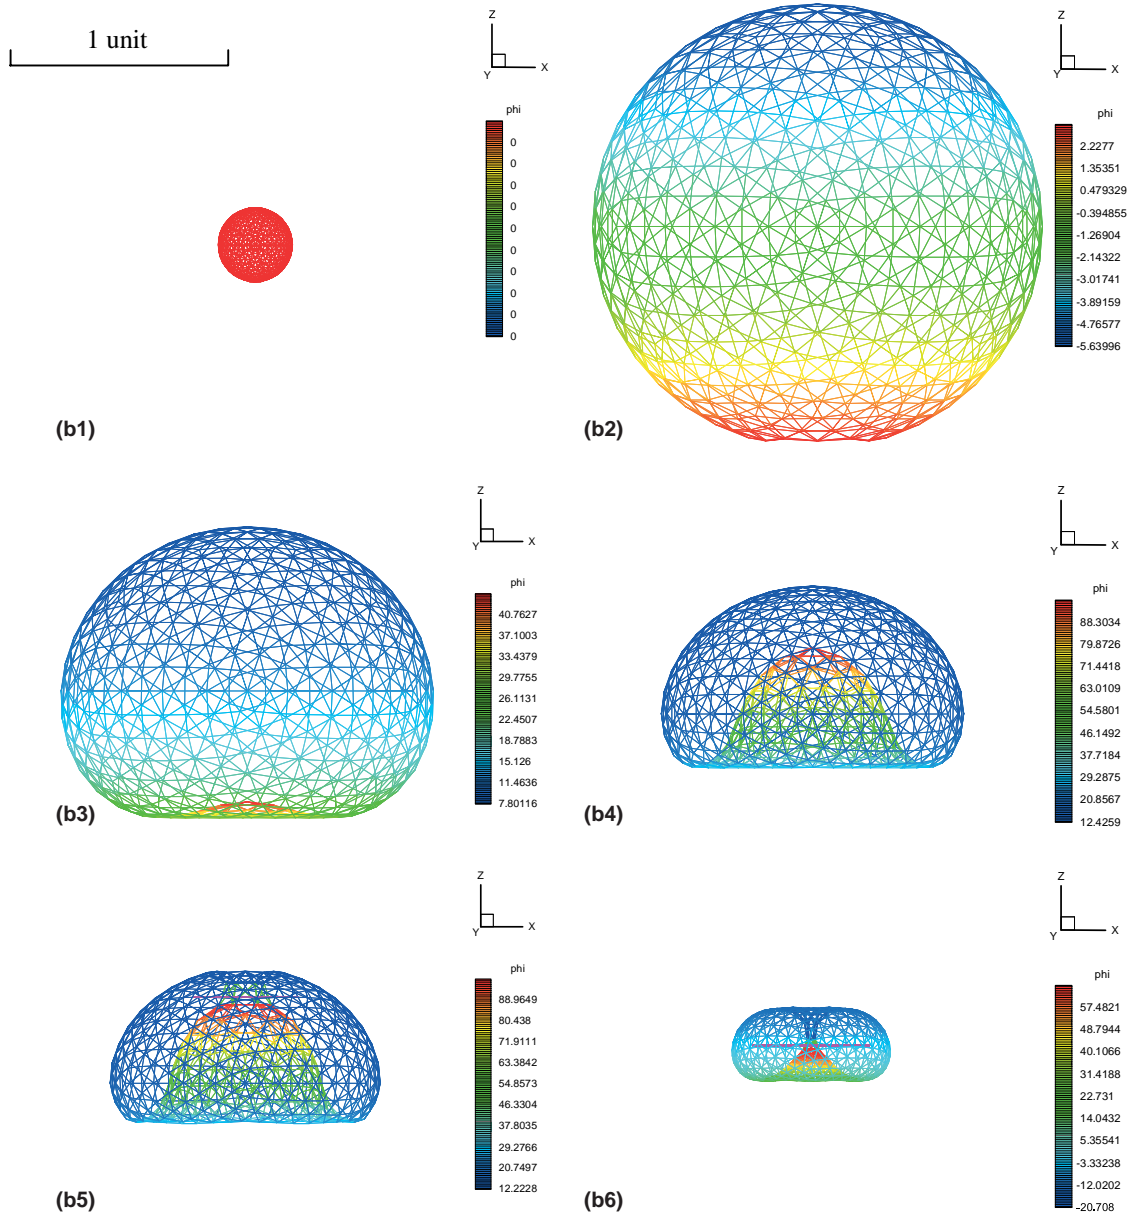 1 unit
Z
X
Y
phi
0
0
0
0
0
0
0
0
0
0
(b1)
Z
X
Y
phi
2.2277
1.35351
0.479329
-0.394855
-1.26904
-2.14322
-3.01741
-3.89159
-4.76577
-5.63996
(b2)
Z
X
Y
phi
40.7627
37.1003
33.4379
29.7755
26.1131
22.4507
18.7883
15.126
11.4636
7.80116
(b3)
Z
X
Y
phi
88.3034
79.8726
71.4418
63.0109
54.5801
46.1492
37.7184
29.2875
20.8567
12.4259
(b4)
Z
X
Y
phi
88.9649
80.438
71.9111
63.3842
54.8573
46.3304
37.8035
29.2766
20.7497
12.2228
(b5)
Z
X
Y
phi
57.4821
48.7944
40.1066
31.4188
22.731
14.0432
5.35541
-3.33238
-12.0202
-20.708
(b6)